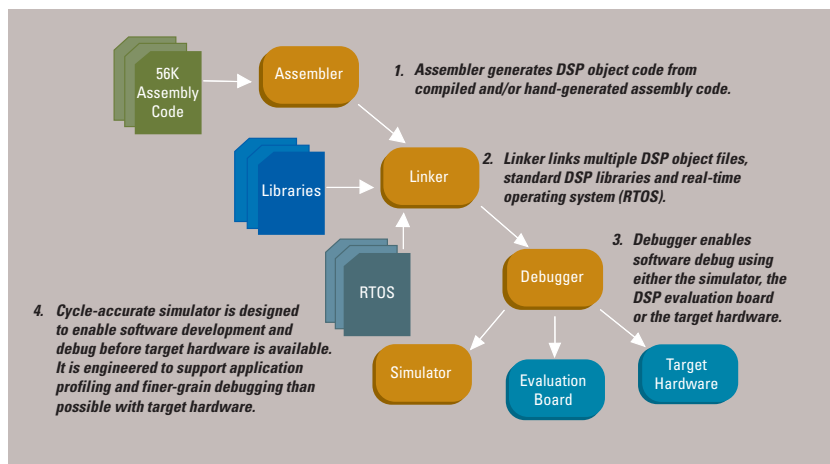 56K
Assembly
Code
Assembler
1. Assembler generates DSP object code from
compiled and/or hand-generated assembly code.
Libraries
Linker
2. Linker links multiple DSP object files,
standard DSP libraries and real-time
operating system (RTOS).
RTOS
Debugger
3. Debugger enables
software debug using
either the simulator, the
DSP evaluation board
or the target hardware.
4. Cycle-accurate simulator is designed
to enable software development and
debug before target hardware is available.
It is engineered to support application
profiling and finer-grain debugging than
possible with target hardware.
Simulator
Evaluation
Board
Target
Hardware